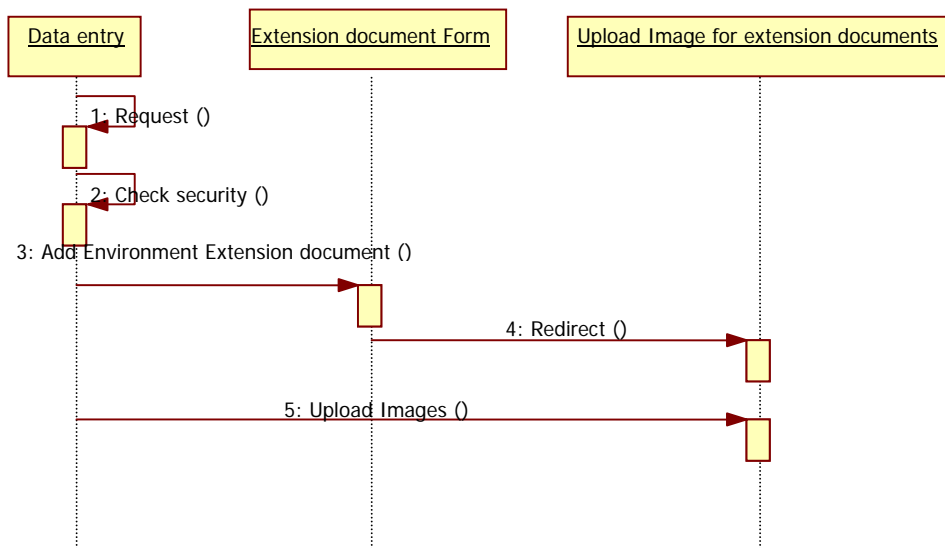 Data entry
Extension document Form
Upload Image for extension documents
1: Request ()
2: Check security ()
3: Add Environment Extension document ()
4: Redirect ()
5: Upload Images ()